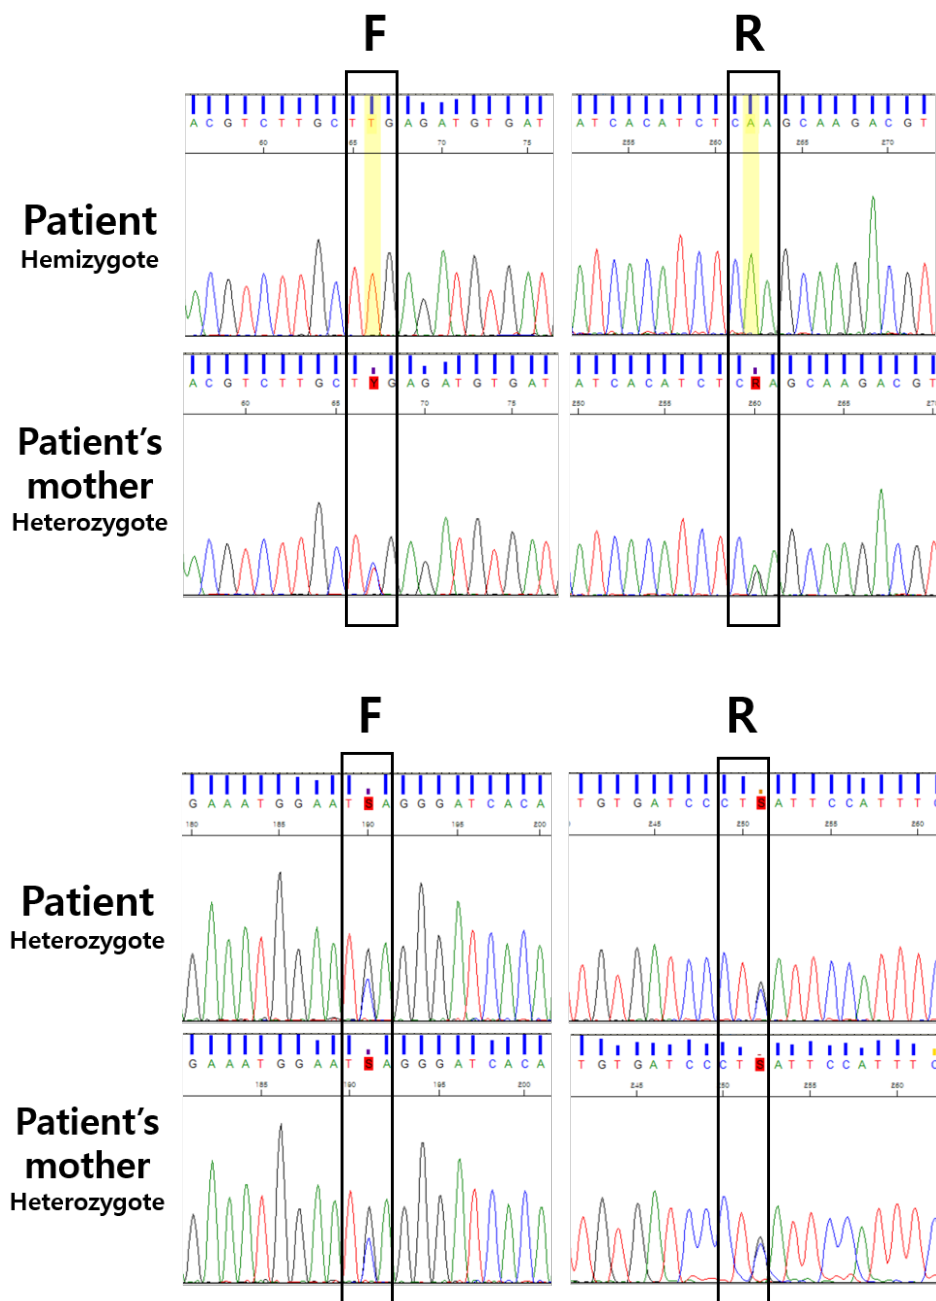 F R
A C G T C T T G C T T G A G A T G T G A T
A T C A C A T C T C A A G C A A G A C G T
60 65 70 75
255 260 265 270
Patient
Hemizygote
A C G T C T T G C T Y G A G A T G T G A T
A T C A C A T C T C R A G C A A G A C G T
60 65 70 75
250 255 260 265 270
Patient's
mother
Heterozygote
F R
G A A A T G G A A T S A G G G A T C A C A
T G T G A T C C C T S A T T C C A T T T C
180 185 190 195 200
245 250 255 260
Patient
Heterozygote
G A A A T G G A A T S A G G G A T C A C A
T G T G A T C C C T S A T T C C A T T T C
185 190 195 200
245 250 255 260
Patient's
mother
Heterozygote